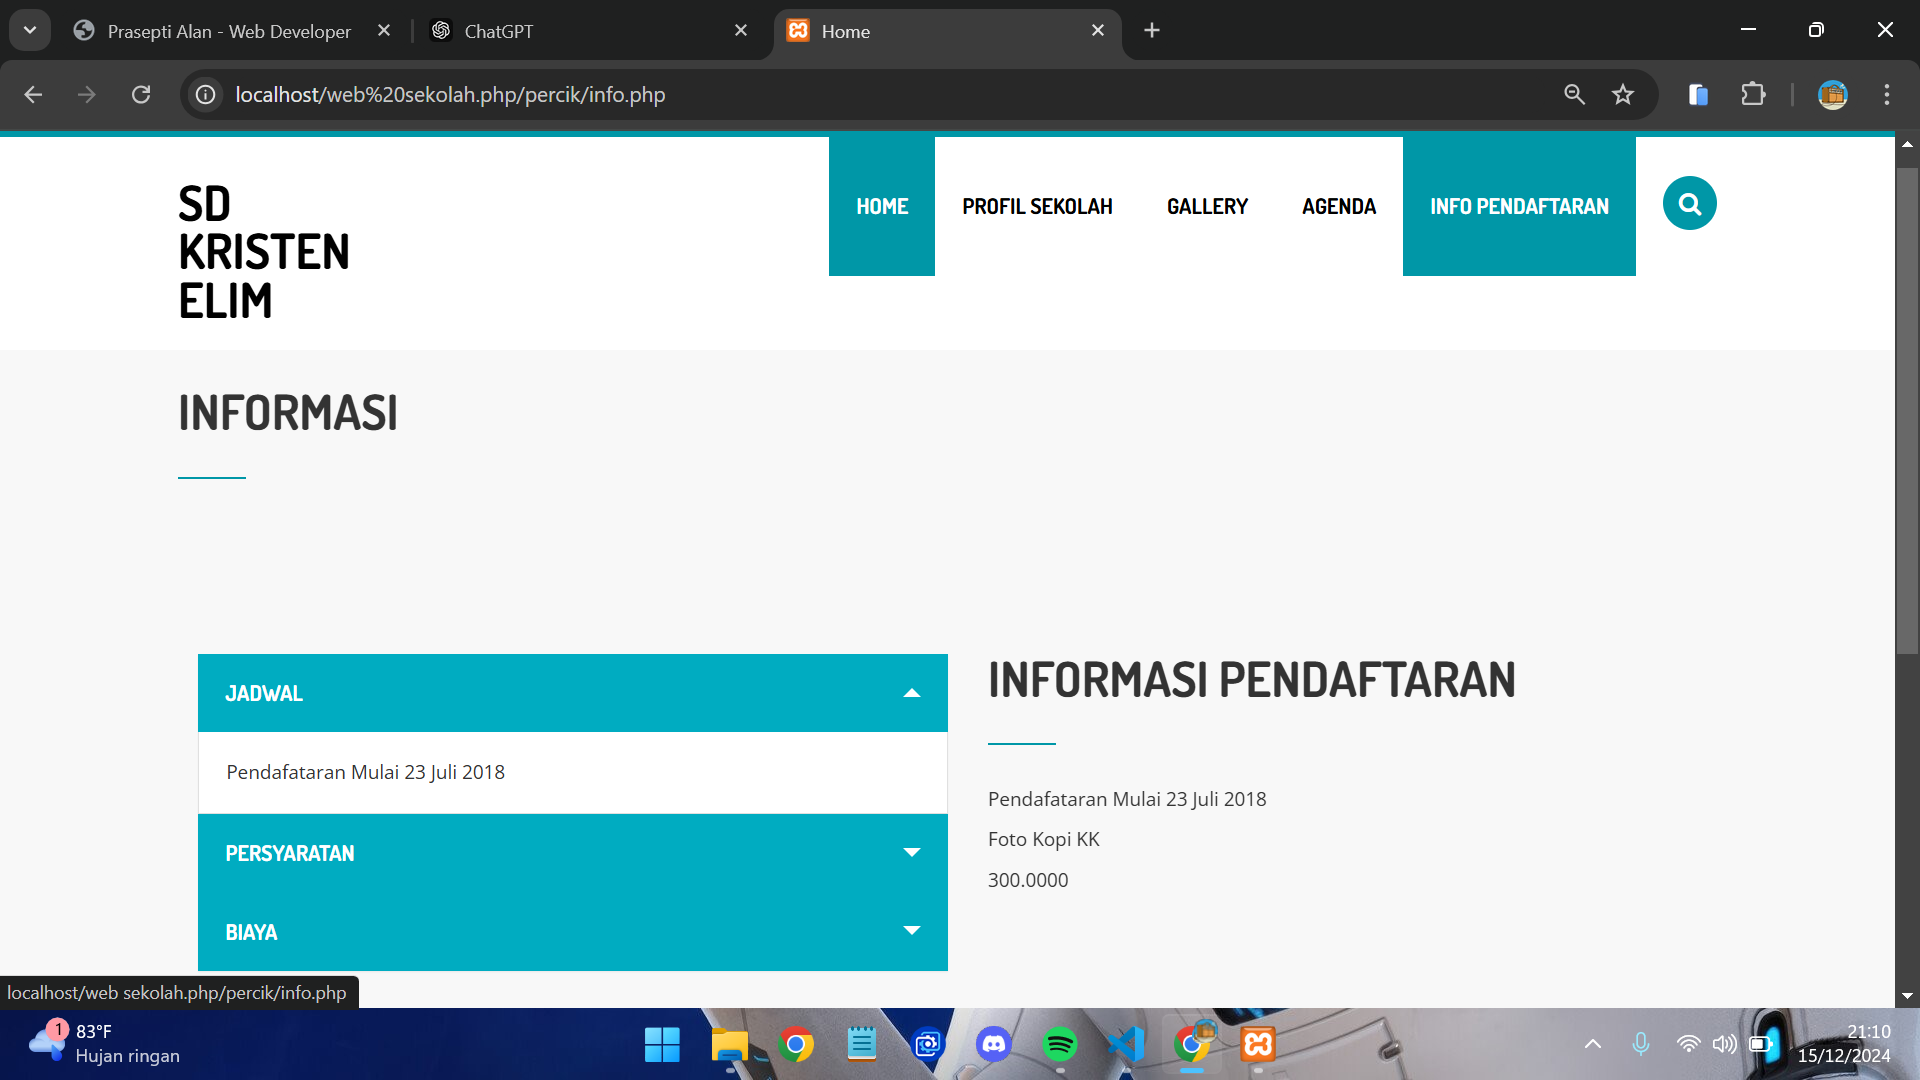 Prasepti Alan - Web Developer
ChatGPT
Home
localhost/web%20sekolah.php/percik/info.php
SD
KRISTEN
ELIM
HOME
PROFIL SEKOLAH
GALLERY
AGENDA
INFO PENDAFTARAN
INFORMASI
JADWAL
Pendafataran Mulai 23 Juli 2018
PERSYARATAN
BIAYA
INFORMASI PENDAFTARAN
Pendafataran Mulai 23 Juli 2018
Foto Kopi KK
300.0000
localhost/web sekolah.php/percik/info.php
1
83°F
Hujan ringan
21:10
15/12/2024